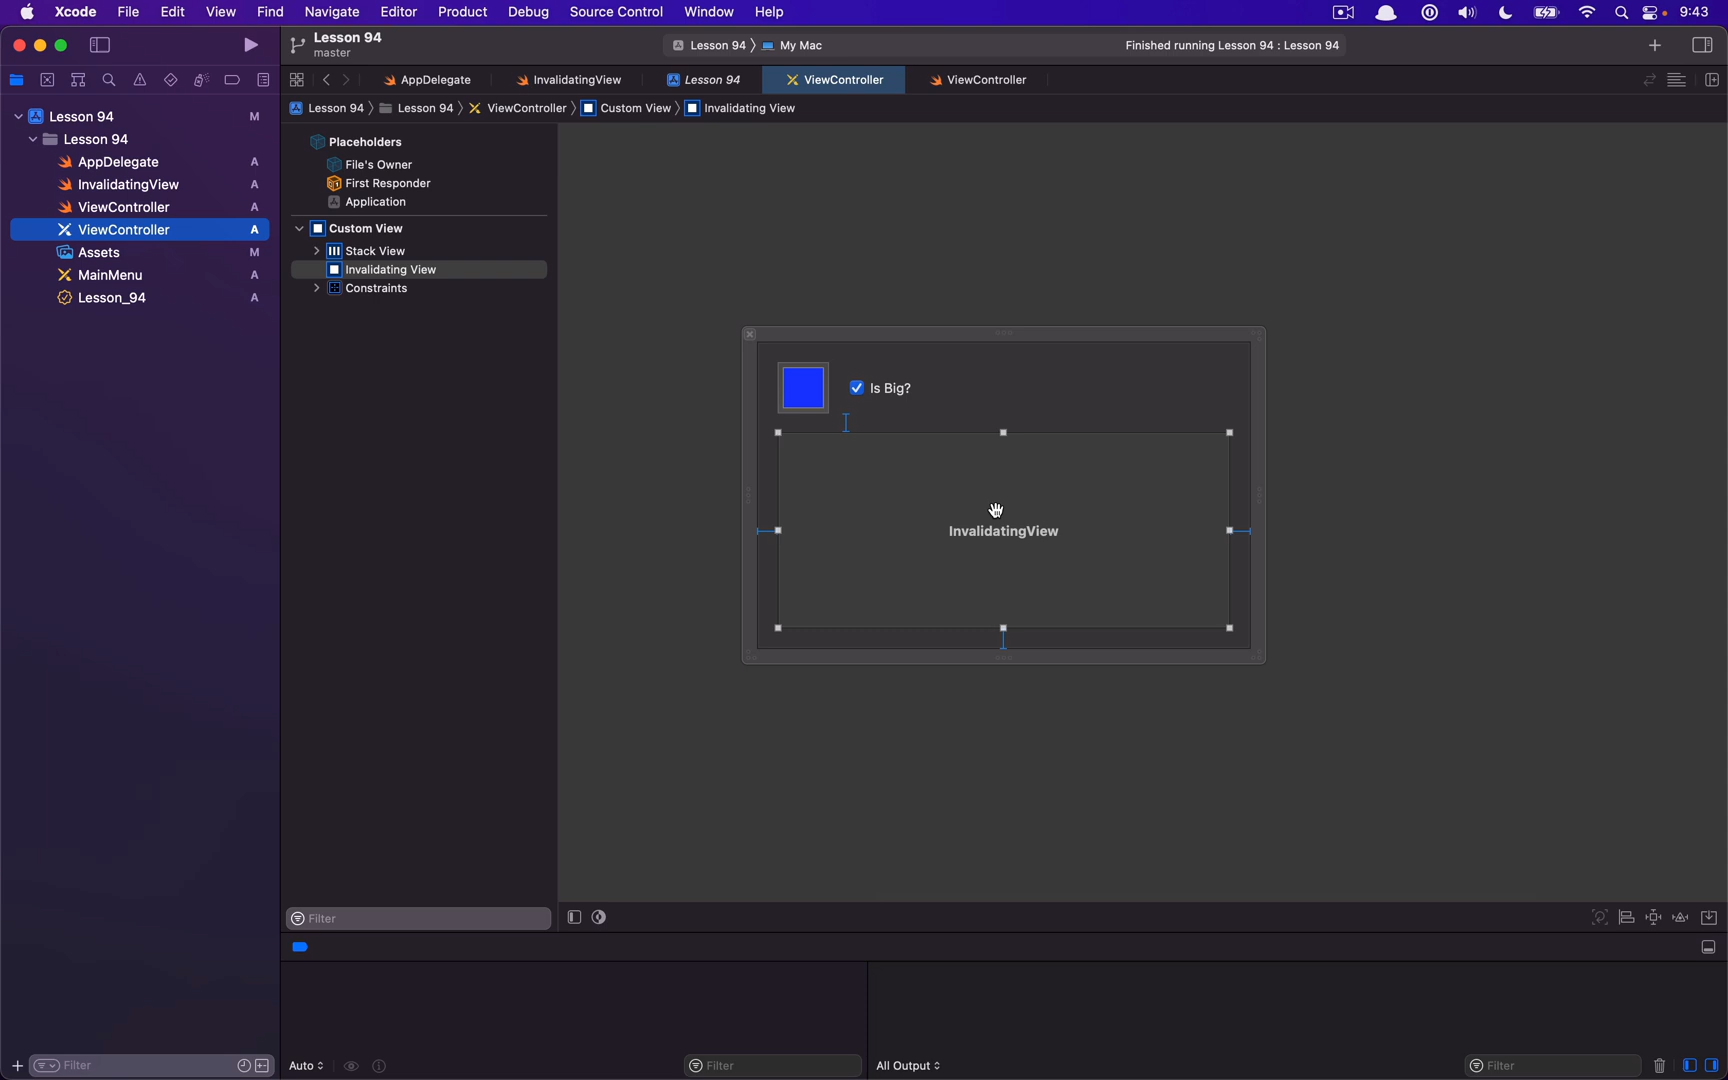 Xcode File Edit View Find Navigate Editor Product Debug Source Control Window Help 9:43
Lesson 94
master
Lesson 94 My Mac
Finished running Lesson 94 : Lesson 94
AppDelegate InvalidatingView Lesson 94 ViewController ViewController
Lesson 94 Lesson 94 ViewController Custom View Invalidating View
Lesson 94 M
Lesson 94
AppDelegate A
InvalidatingView A
ViewController A
ViewController A
Assets M
MainMenu A
Lesson_94 A
Placeholders
File's Owner
First Responder
Application
Custom View
Stack View
Invalidating View
Constraints
Is Big?
InvalidatingView
Filter
Filter
Auto
Filter
All Output
Filter